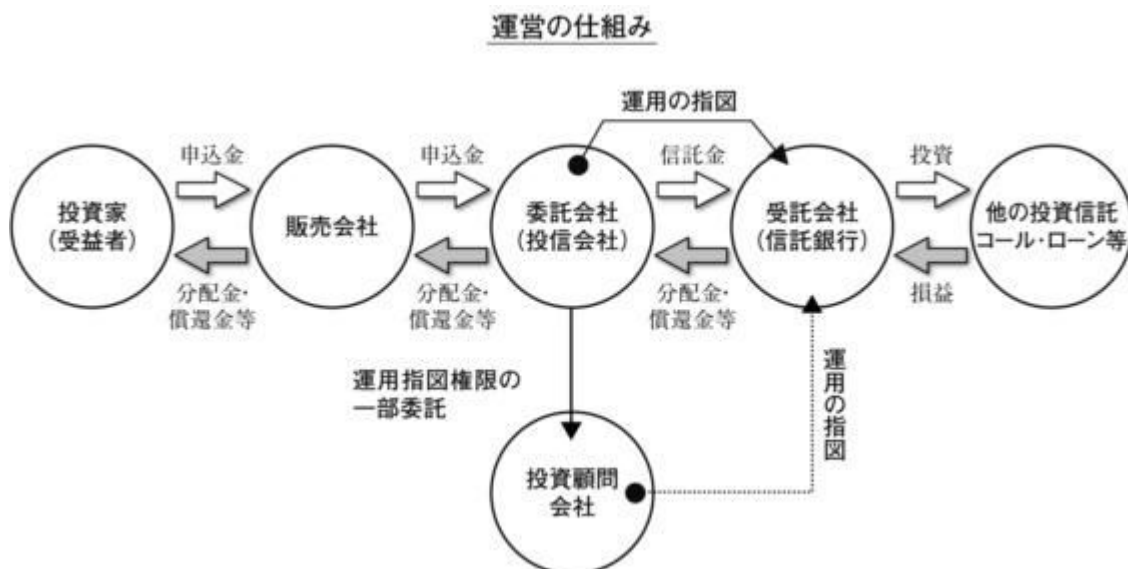 運営の仕組み
運用の指図
申込金
申込金
信託金
投資
投資家
（受益者）
販売会社
委託会社
（投信会社）
受託会社
（信託銀行）
他の投資信託
コール・ローン等
分配金・
償還金等
分配金・
償還金等
分配金・
償還金等
損益
運用指図権限の
一部委託
運用の指図
投資顧問
会社